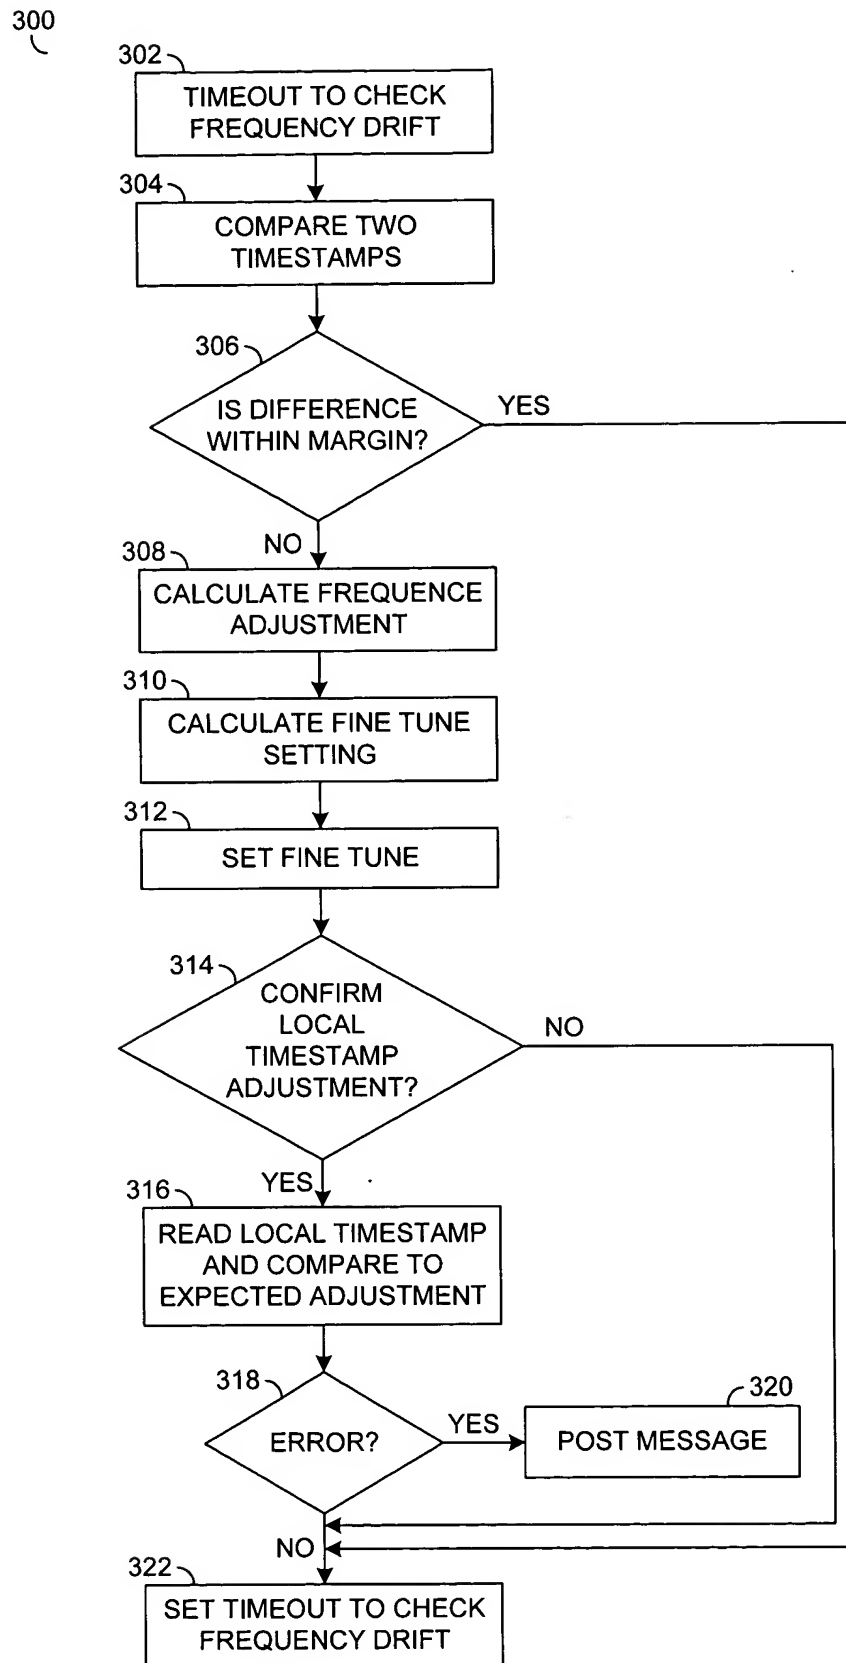 300
302
TIMEOUT TO CHECK
FREQUENCY DRIFT
304
COMPARE TWO
TIMESTAMPS
306
IS DIFFERENCE
WITHIN MARGIN?
YES
NO
308
CALCULATE FREQUENCE
ADJUSTMENT
310
CALCULATE FINE TUNE
SETTING
312
SET FINE TUNE
314
CONFIRM
LOCAL
TIMESTAMP
ADJUSTMENT?
NO
YES
316
READ LOCAL TIMESTAMP
AND COMPARE TO
EXPECTED ADJUSTMENT
318
ERROR?
YES
320
POST MESSAGE
NO
322
SET TIMEOUT TO CHECK
FREQUENCY DRIFT